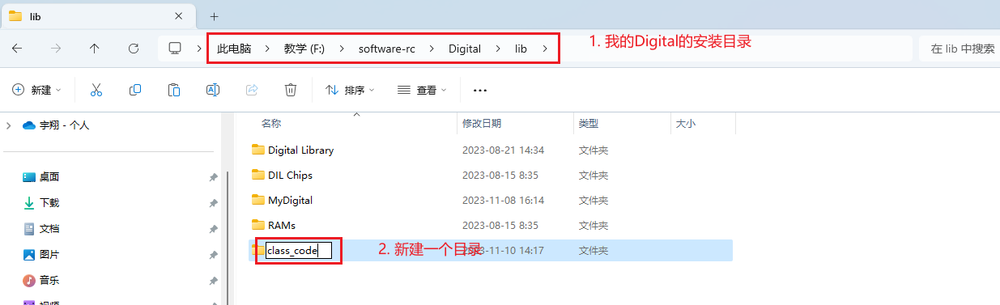 lib
此电脑 教学 (F:) software-rc Digital lib
1. 我的Digital的安装目录
在 lib 中搜索
新建 排序 查看
宇翔 - 个人
名称 修改日期 类型 大小
Digital Library 2023-08-21 14:34 文件夹
DIL Chips 2023-08-15 8:35 文件夹
MyDigital 2023-11-08 16:14 文件夹
RAMs 2023-08-15 8:35 文件夹
class_code 2023-11-10 14:17 文件夹
2. 新建一个目录
桌面
下载
文档
图片
音乐
视频